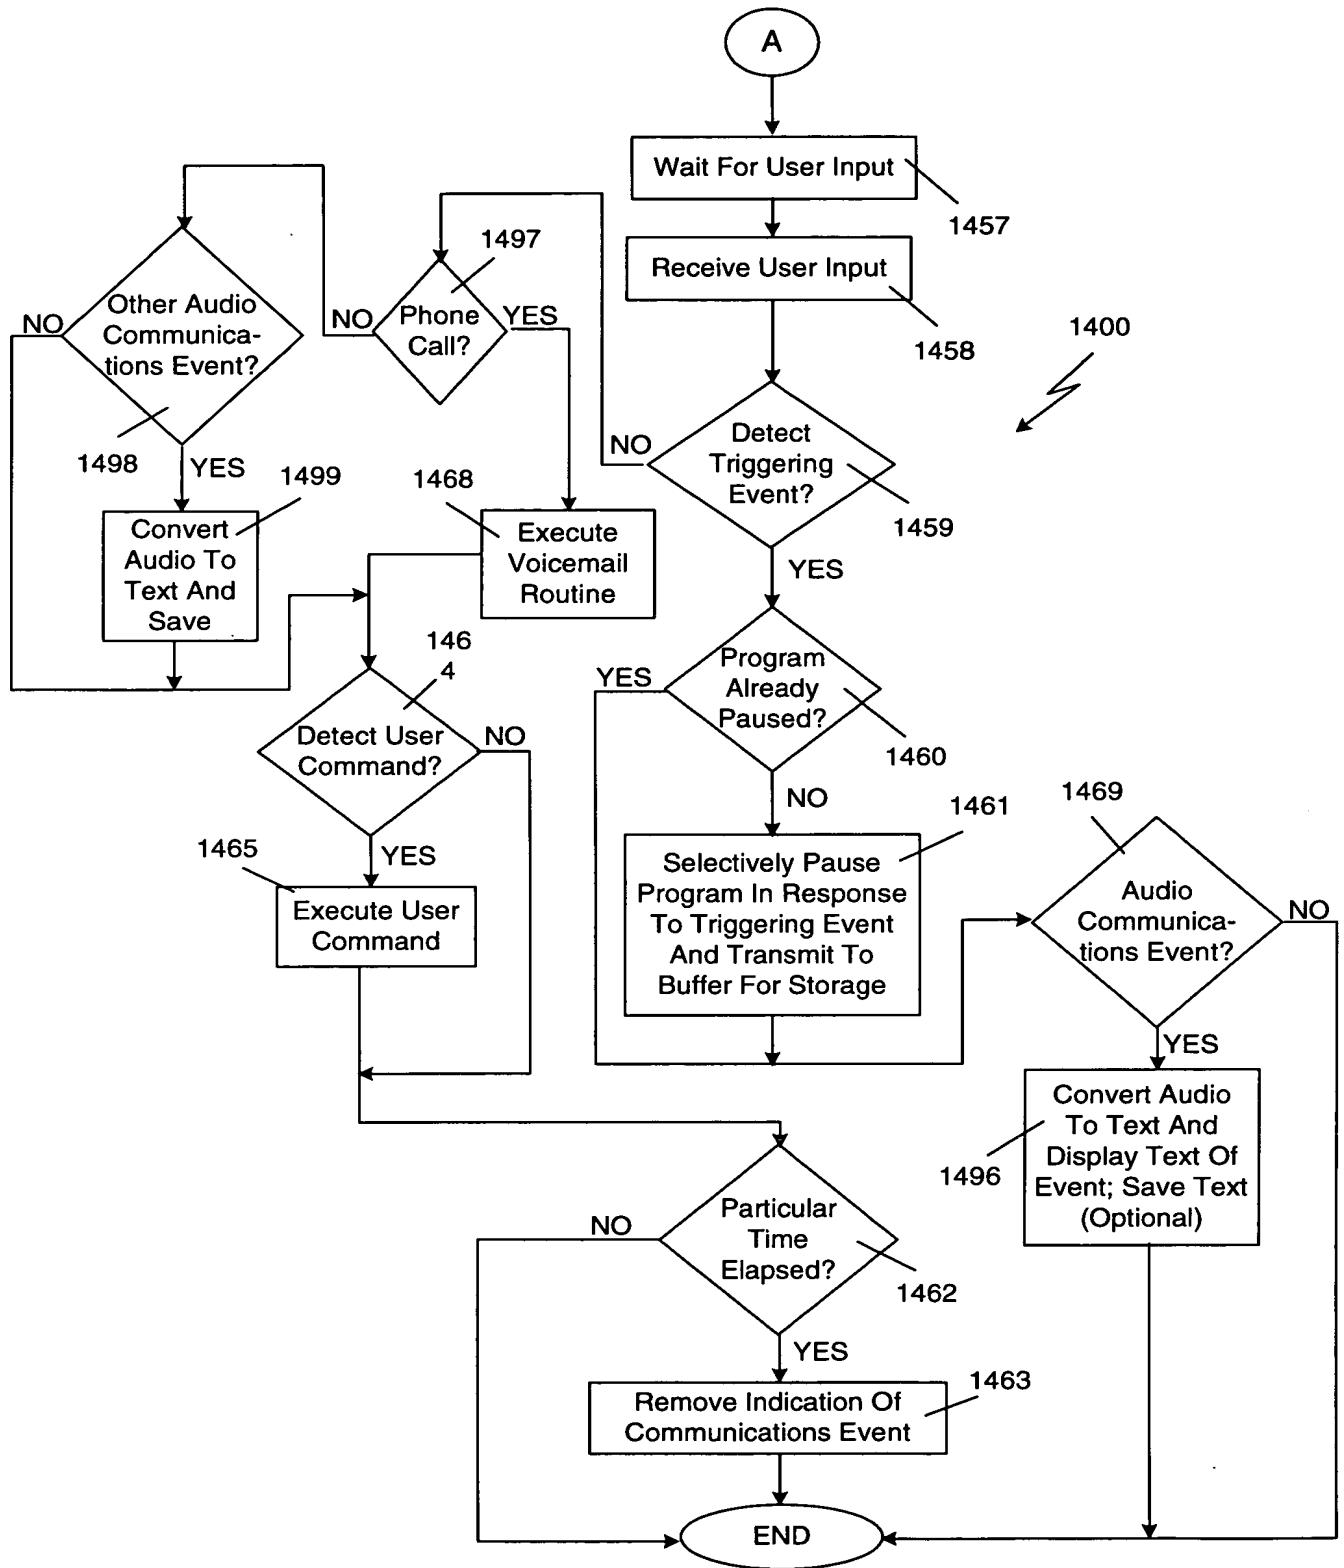 A
Wait For User Input
1457
Receive User Input
1458
1400
Detect
Triggering
Event?
1459
NO
YES
1497
Phone
Call?
NO
YES
Other Audio
Communica-
tions Event?
NO
1498
YES
1499
Convert
Audio To
Text And
Save
1468
Execute
Voicemail
Routine
146
4
Detect User
Command?
NO
YES
1465
Execute User
Command
Program
Already
Paused?
YES
1460
NO
1461
Selectively Pause
Program In Response
To Triggering Event
And Transmit To
Buffer For Storage
1469
Audio
Communica-
tions Event?
NO
YES
Convert Audio
To Text And
Display Text Of
Event; Save Text
(Optional)
1496
Particular
Time
Elapsed?
NO
1462
YES
1463
Remove Indication Of
Communications Event
END